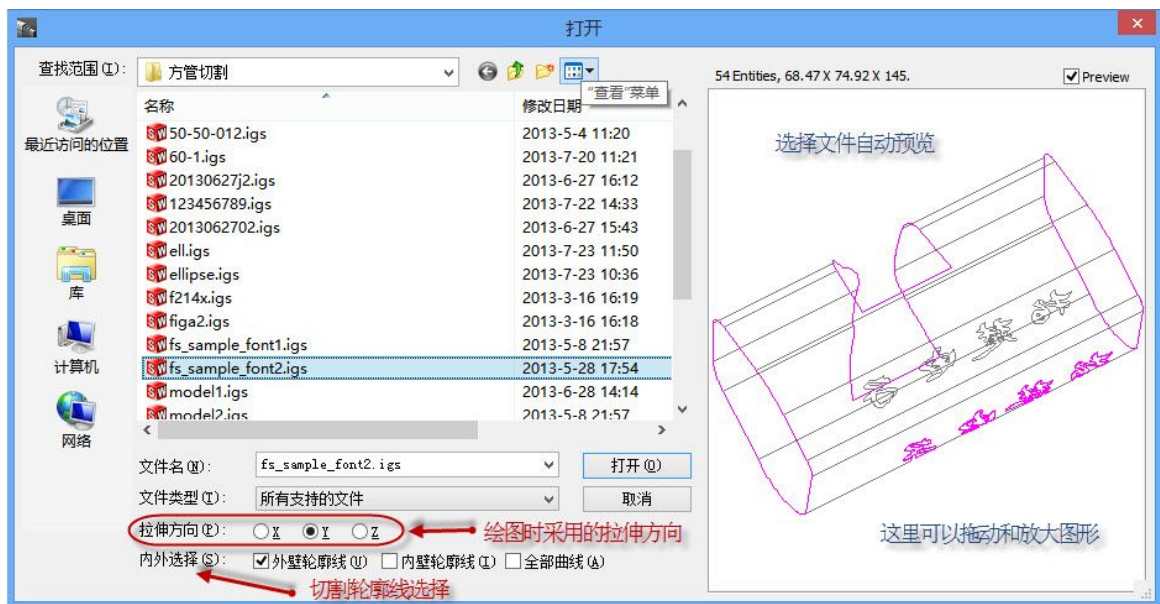 打开
查找范围(I):
方管切割
"查看"菜单
54 Entities, 68.47 X 74.92 X 145.
Preview
最近访问的位置
桌面
库
计算机
网络
名称 修改日期
50-50-012.igs 2013-5-4 11:20
60-1.igs 2013-7-20 11:21
20130627j2.igs 2013-6-27 16:12
123456789.igs 2013-7-22 14:33
2013062702.igs 2013-6-27 15:43
ell.igs 2013-7-23 11:50
ellipse.igs 2013-7-23 10:36
f214x.igs 2013-3-16 16:19
figa2.igs 2013-3-16 16:18
fs_sample_font1.igs 2013-5-8 21:57
fs_sample_font2.igs 2013-5-28 17:54
model1.igs 2013-6-28 14:14
model2.igs 2013-5-8 21:57
选择文件自动预览
文件名(N): fs_sample_font2.igs 打开(O)
文件类型(T): 所有支持的文件 取消
拉伸方向(P): X Y Z 绘图时采用的拉伸方向
内外选择(S): 外壁轮廓线(U) 内壁轮廓线(I) 全部曲线(A)
切割轮廓线选择
这里可以拖动和放大图形